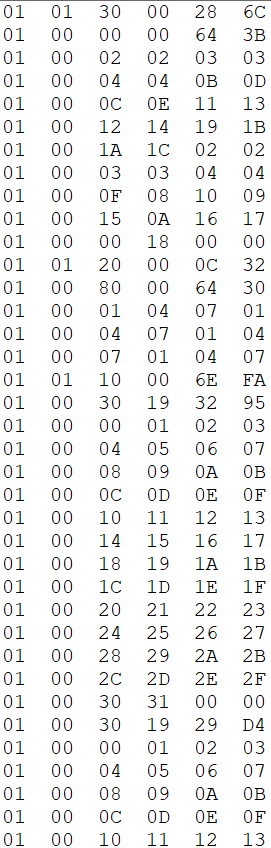 01 01 30 00 28 6C
01 00 00 00 64 3B
01 00 02 02 03 03
01 00 04 04 0B 0D
01 00 0C 0E 11 13
01 00 12 14 19 1B
01 00 1A 1C 02 02
01 00 03 03 04 04
01 00 0F 08 10 09
01 00 15 0A 16 17
01 00 00 18 00 00
01 01 20 00 0C 32
01 00 80 00 64 30
01 00 01 04 07 01
01 00 04 07 01 04
01 00 07 01 04 07
01 01 10 00 6E FA
01 00 30 19 32 95
01 00 00 01 02 03
01 00 04 05 06 07
01 00 08 09 0A 0B
01 00 0C 0D 0E 0F
01 00 10 11 12 13
01 00 14 15 16 17
01 00 18 19 1A 1B
01 00 1C 1D 1E 1F
01 00 20 21 22 23
01 00 24 25 26 27
01 00 28 29 2A 2B
01 00 2C 2D 2E 2F
01 00 30 31 00 00
01 00 30 19 29 D4
01 00 00 01 02 03
01 00 04 05 06 07
01 00 08 09 0A 0B
01 00 0C 0D 0E 0F
01 00 10 11 12 13